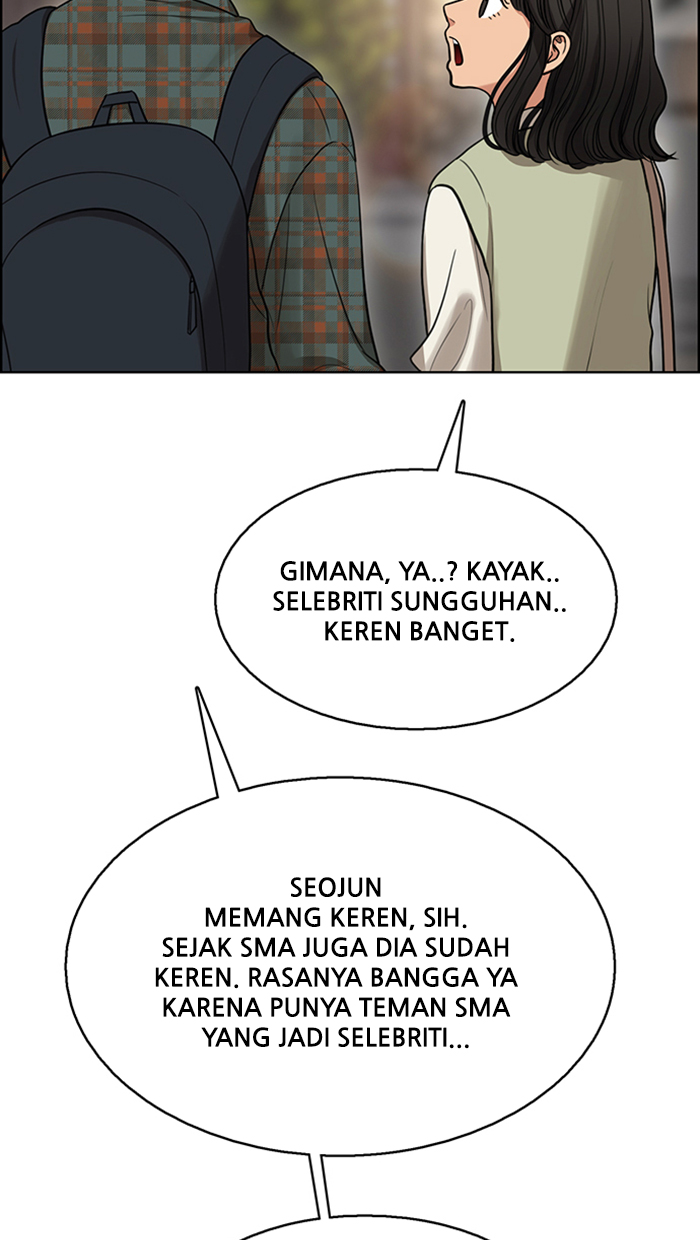 GIMANA, YA..? KAYAK..
SELEBRITI SUNGGUHAN..
KEREN BANGET.
SEOJUN
MEMANG KEREN, SIH.
SEJAK SMA JUGA DIA SUDAH
KEREN. RASANYA BANGGA YA
KARENA PUNYA TEMAN SMA
YANG JADI SELEBRITI...